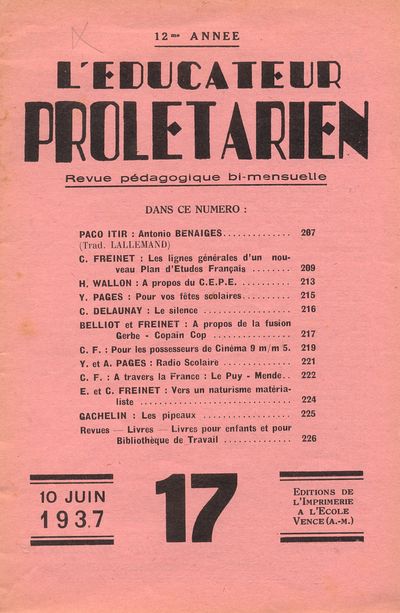 12me ANNEE
L'EDUCATEUR
PROLETARIEN
Revue pédagogique bi-mensuelle
DANS CE NUMERO :
PACO ITIR : Antonio BENAIGES.............. 207
(Trad. LALLEMAND)
C. FREINET : Les lignes générales d'un nou-
veau Plan d'Etudes Français ........ 209
H. WALLON : A propos du C.E.P.E. ............ 213
Y. PAGES : Pour vos fêtes scolaires........... 215
C. DELAUNAY : Le silence .................... 216
BELLIOT et FREINET : A propos de la fusion
Gerbe - Copain Cop ................. 217
C. F. : Pour les possesseurs de Cinéma 9 m/m 5. 219
Y. et A. PAGES : Radio Scolaire .............. 221
C. F. : A travers la France : Le Puy - Mende.. 222
E. et C. FREINET : Vers un naturisme matéria-
liste ............................... 224
GACHELIN : Les pipeaux .................... 225
Revues — Livres — Livres pour enfants et pour
Bibliothèque de Travail .............. 226
10 JUIN
1937
17
EDITIONS DE
L'IMPRIMERIE
A L'ECOLE
VENCE (A.-M.)